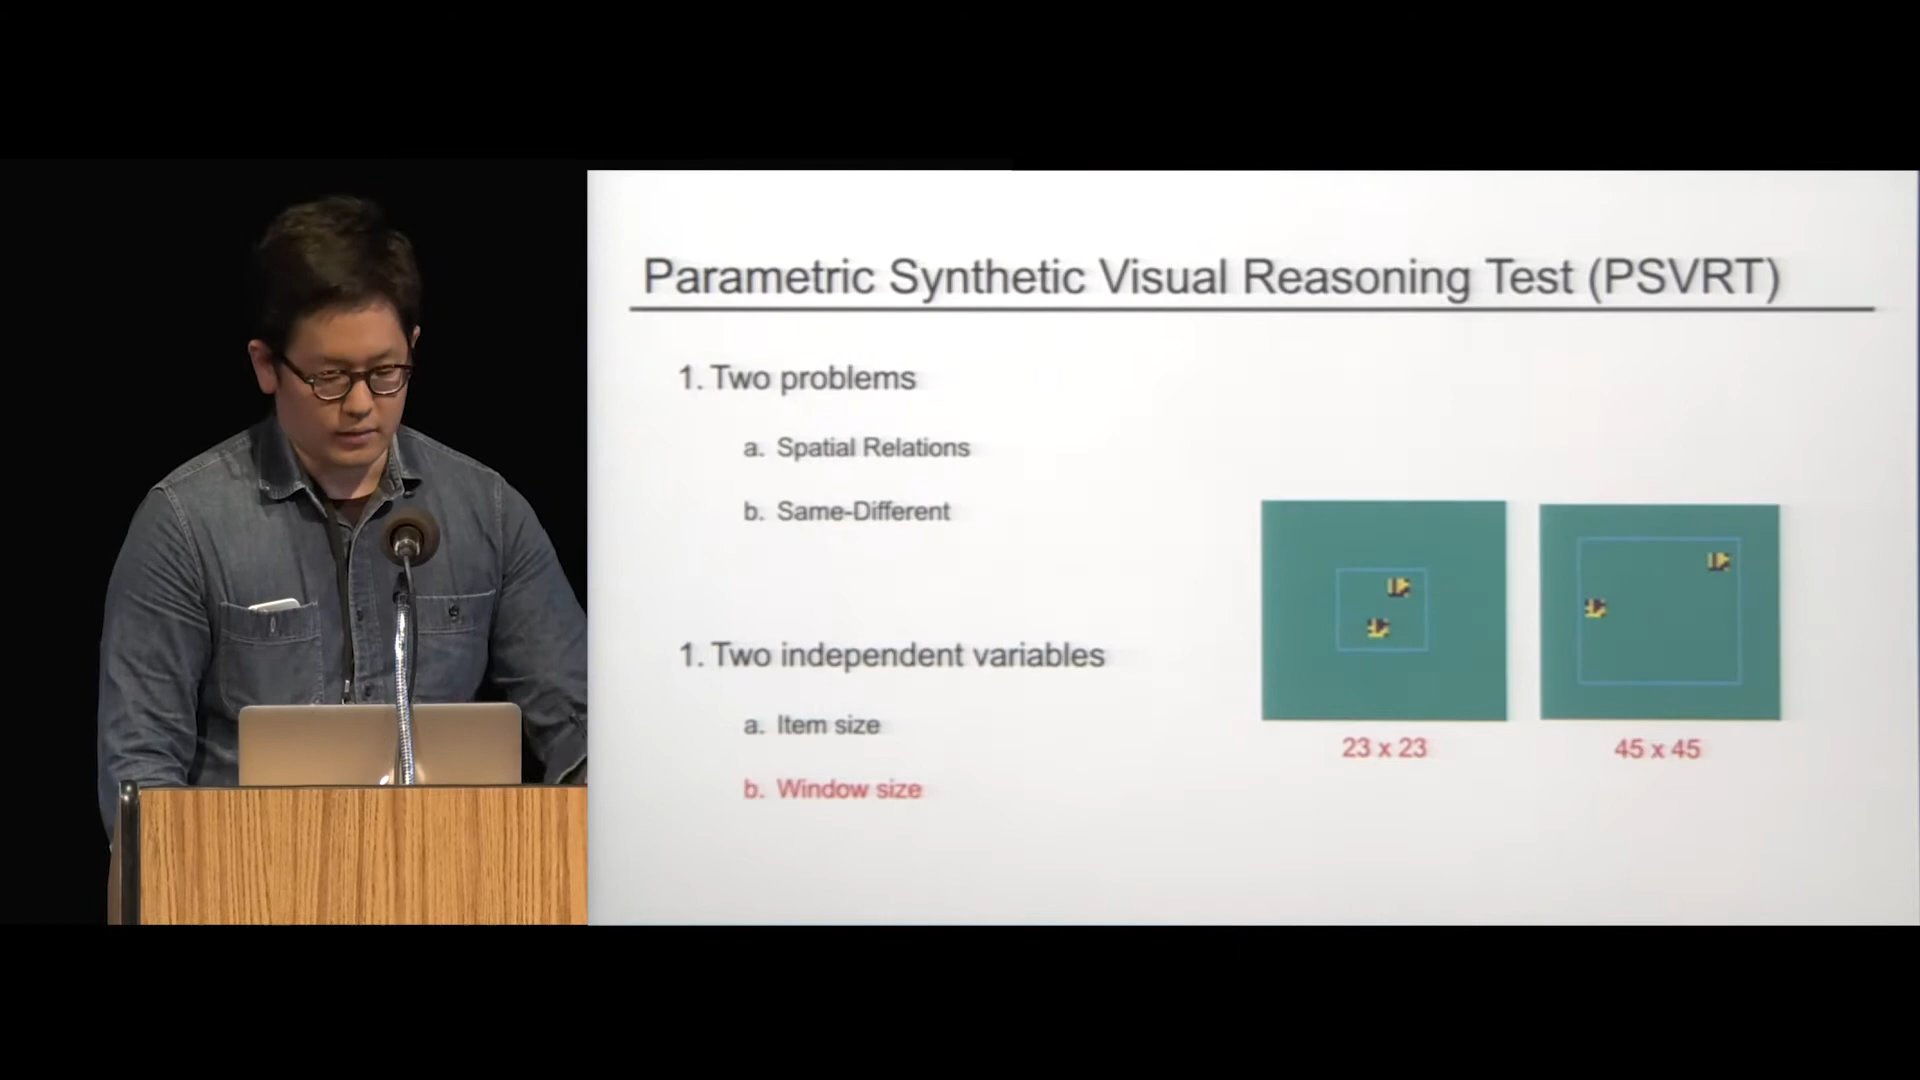 Parametric Synthetic Visual Reasoning Test (PSVRT)
1. Two problems
a. Spatial Relations
b. Same-Different
1. Two independent variables
a. Item size
b. Window size
23 x 23
45 x 45